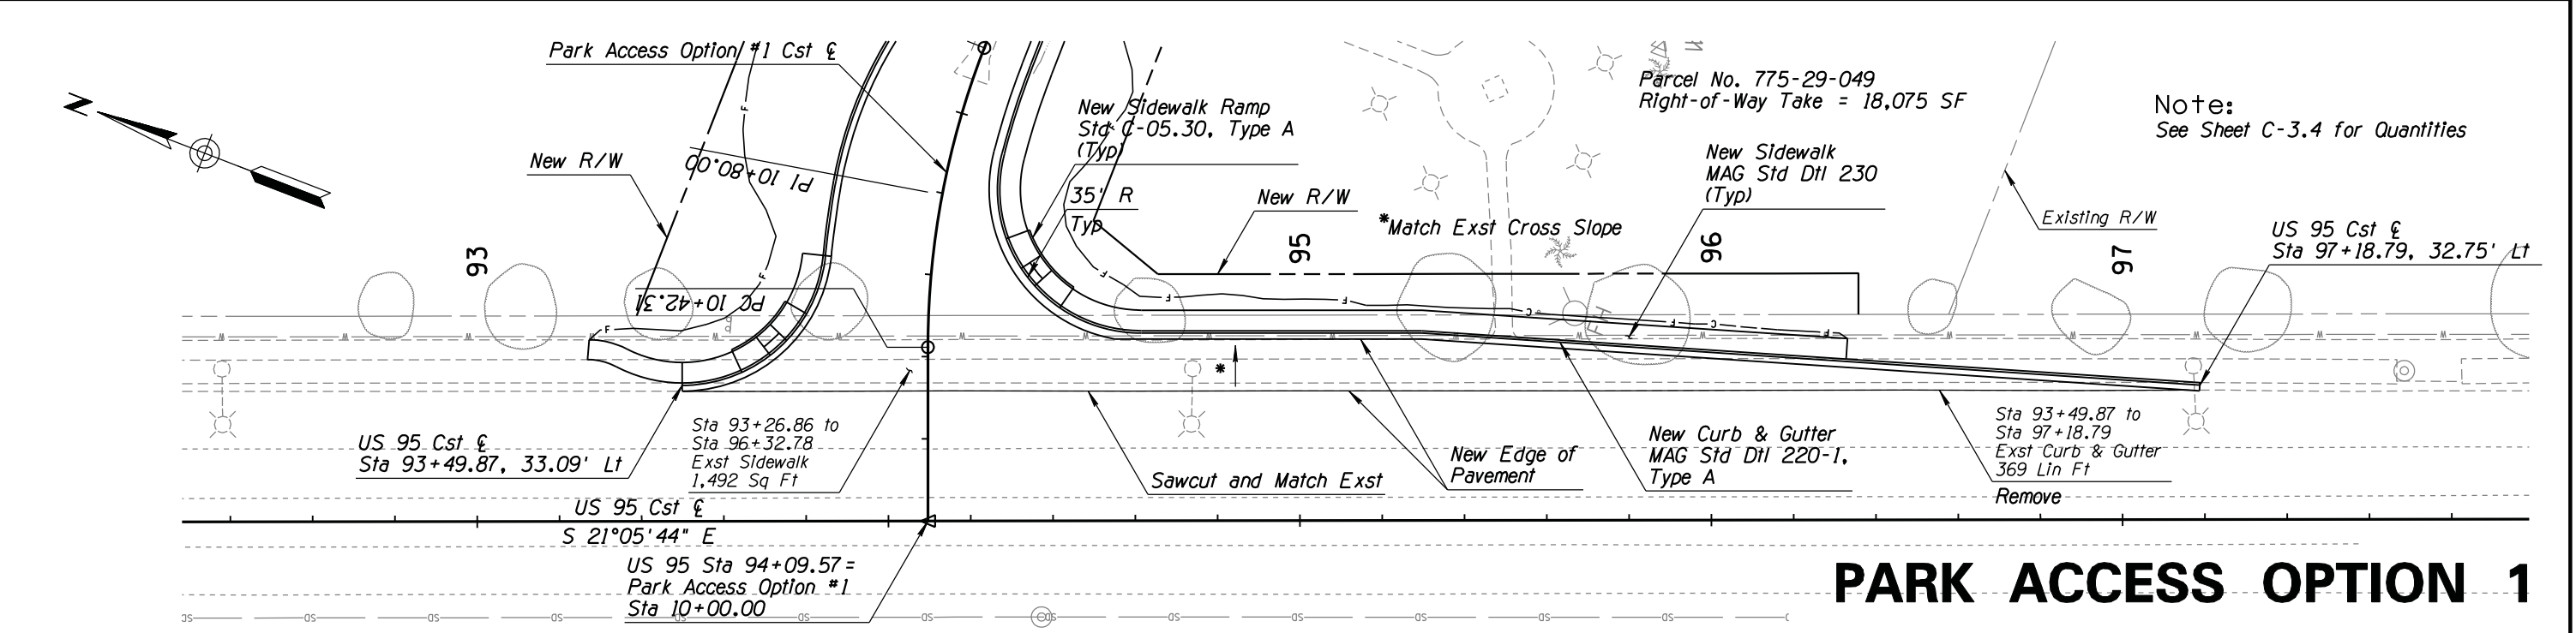 Park Access Option #1 Cst ℄
N
New R/W
PI 10+80.00
PC 10+42.31
New Sidewalk Ramp
Std C-05.30, Type A
(Typ)
35' R
Typ
New R/W
*Match Exst Cross Slope
Parcel No. 775-29-049
Right-of-Way Take = 18,075 SF
New Sidewalk
MAG Std Dtl 230
(Typ)
Note:
See Sheet C-3.4 for Quantities
Existing R/W
US 95 Cst ℄
Sta 97+18.79, 32.75' Lt
93
95
96
97
*
US 95 Cst ℄
Sta 93+49.87, 33.09' Lt
Sta 93+26.86 to
Sta 96+32.78
Exst Sidewalk
1,492 Sq Ft
Sawcut and Match Exst
New Edge of
Pavement
New Curb & Gutter
MAG Std Dtl 220-1,
Type A
Sta 93+49.87 to
Sta 97+18.79
Exst Curb & Gutter
369 Lin Ft
Remove
US 95 Cst ℄
S 21°05'44" E
US 95 Sta 94+09.57=
Park Access Option #1
Sta 10+00.00
PARK ACCESS OPTION 1